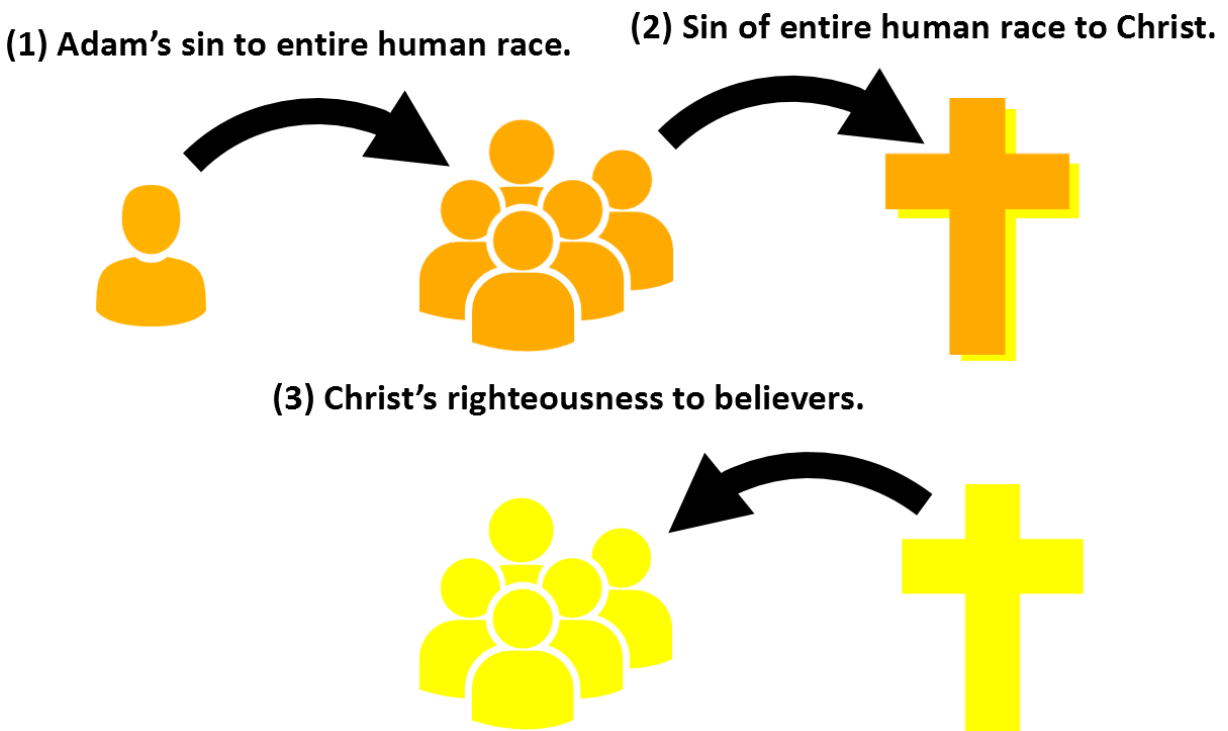 (1) Adam’s sin to entire human race.
(2) Sin of entire human race to Christ.
(3) Christ’s righteousness to believers.